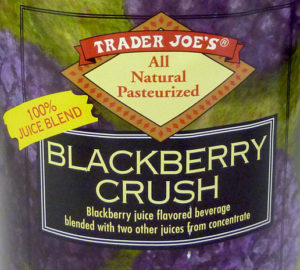 TRADER JOE'S®
All
Natural
Pasteurized
100%
JUICE BLEND
BLACKBERRY
CRUSH
Blackberry juice flavored beverage
blended with two other juices from concentrate